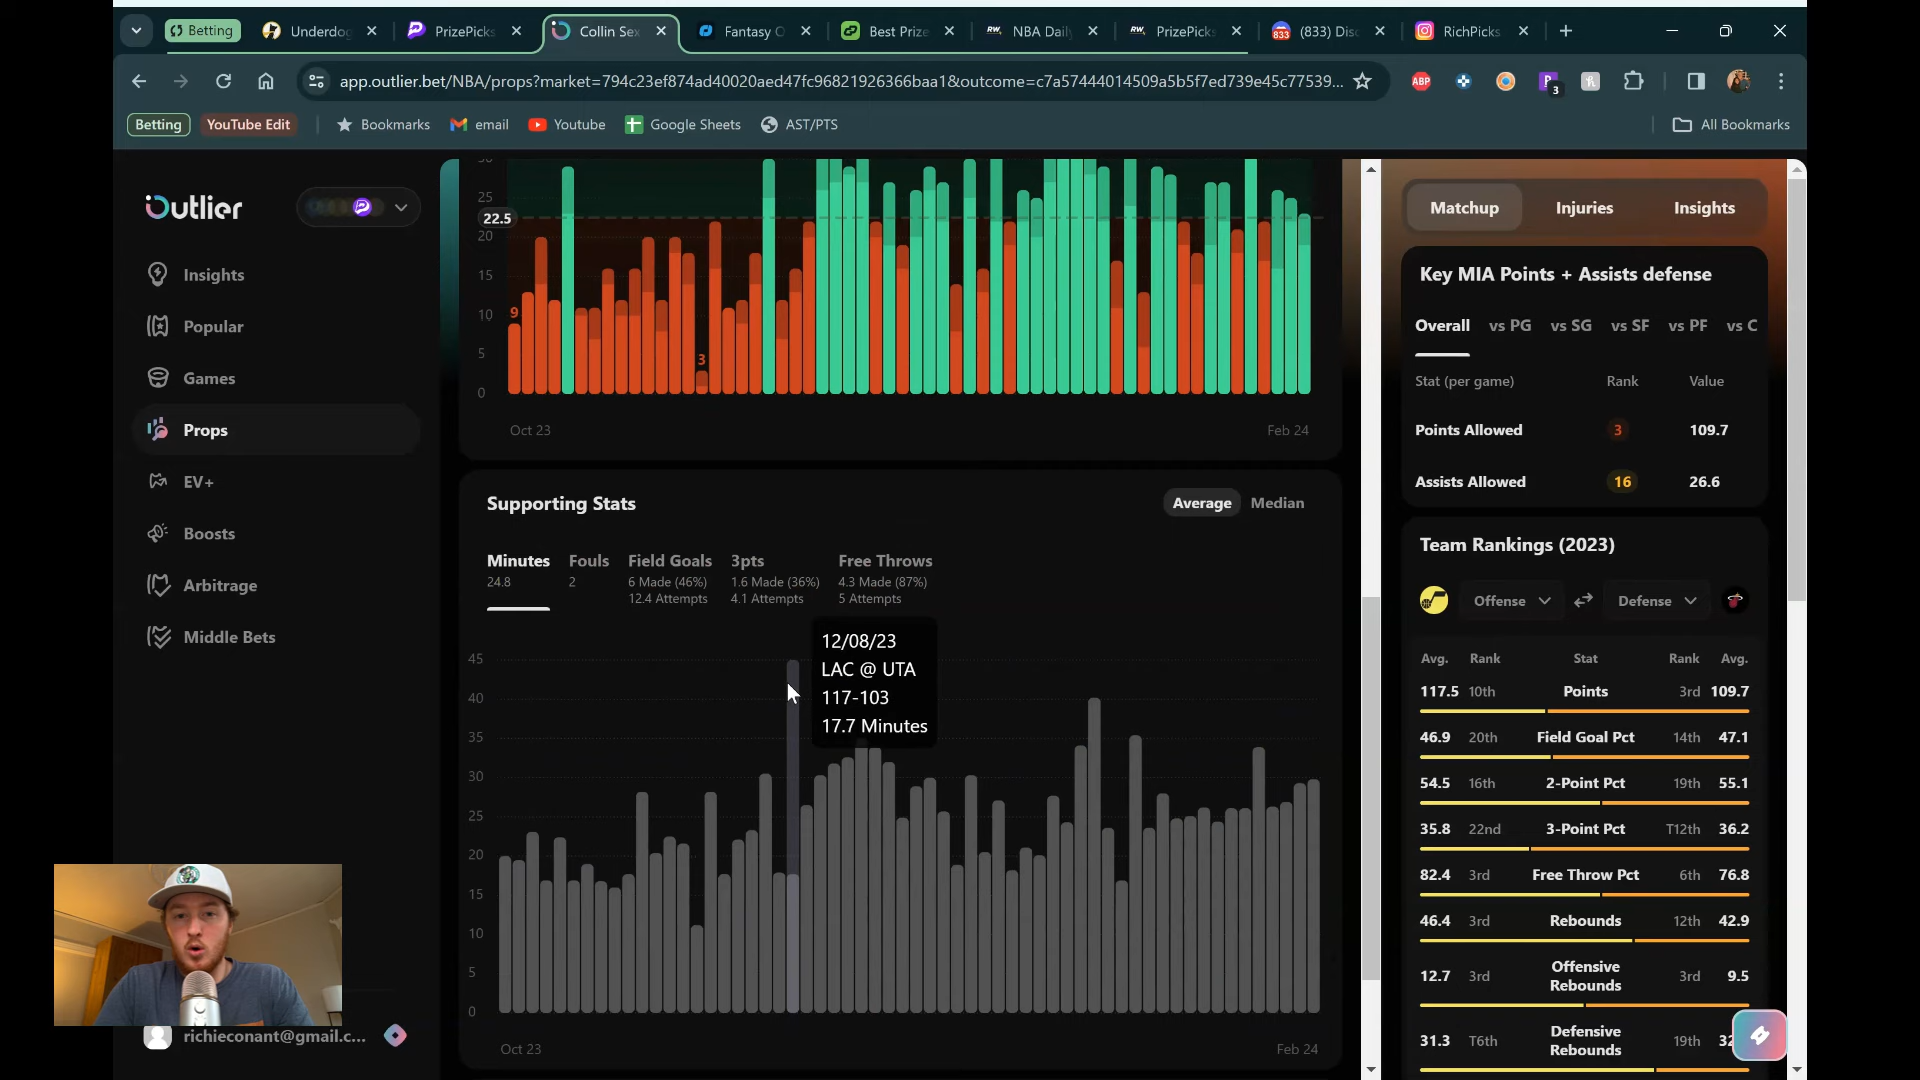 Betting
Underdog
PrizePicks
Collin Sex
Fantasy O
Best Prize
RW
NBA Daily
RW
PrizePicks
833
(833) Disc
RichPicks
app.outlier.bet/NBA/props?market=794c23ef874ad40020aed47fc96821926366baa1&outcome=c7a57444014509a5b5f7ed739e45c77539...
ABP
3
Betting
YouTube Edit
Bookmarks
email
Youtube
Google Sheets
AST/PTS
All Bookmarks
Outlier
Insights
Popular
Games
Props
EV+
Boosts
Arbitrage
Middle Bets
richieconant@gmail.c...
30
25
22.5
20
15
10
5
0
9
3
Oct 23
Feb 24
Supporting Stats
Average
Median
Minutes
24.8
Fouls
2
Field Goals
6 Made (46%)
12.4 Attempts
3pts
1.6 Made (36%)
4.1 Attempts
Free Throws
4.3 Made (87%)
5 Attempts
12/08/23
LAC @ UTA
117-103
17.7 Minutes
45
40
35
30
25
20
15
10
5
0
Oct 23
Feb 24
Matchup
Injuries
Insights
Key MIA Points + Assists defense
Overall
vs PG
vs SG
vs SF
vs PF
vs C
Stat (per game)
Rank
Value
Points Allowed
3
109.7
Assists Allowed
16
26.6
Team Rankings (2023)
Offense
Defense
Avg.
Rank
Stat
Rank
Avg.
117.5 10th Points 3rd 109.7
46.9 20th Field Goal Pct 14th 47.1
54.5 16th 2-Point Pct 19th 55.1
35.8 22nd 3-Point Pct T12th 36.2
82.4 3rd Free Throw Pct 6th 76.8
46.4 3rd Rebounds 12th 42.9
12.7 3rd Offensive Rebounds 3rd 9.5
31.3 T6th Defensive Rebounds 19th